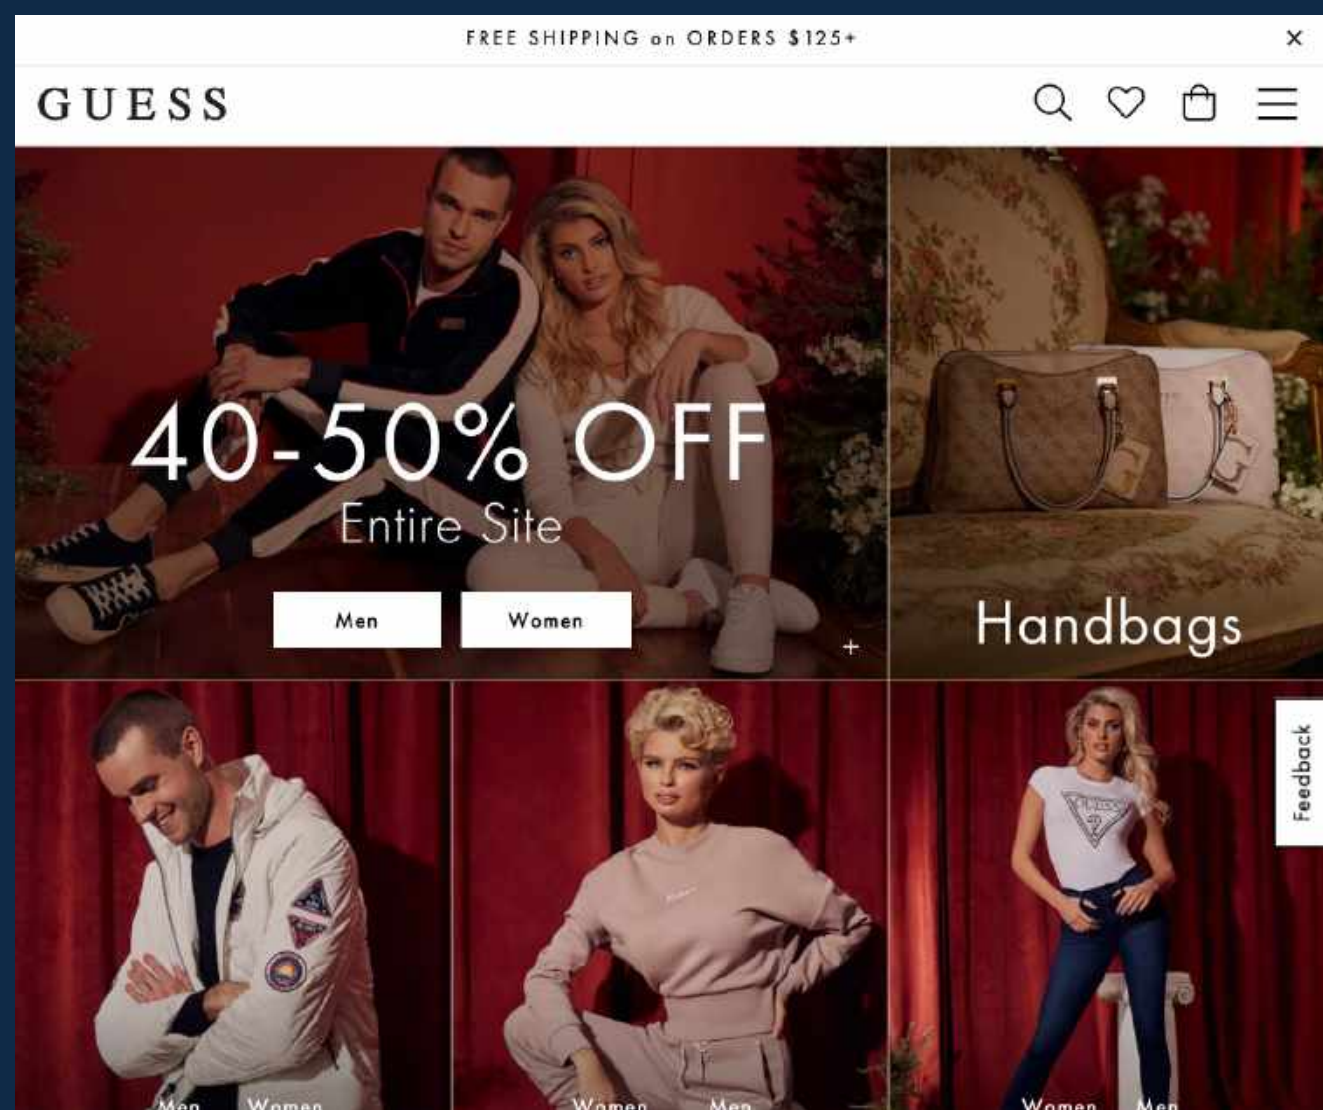 FREE SHIPPING on ORDERS $125+
GUESS
40-50% OFF
Entire Site
Men Women
Handbags
Feedback
Men Women
Women Men
Women Men